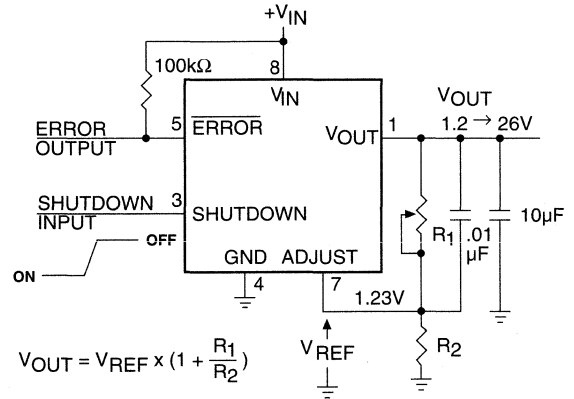 +VIN
100kΩ
8
VIN
ERROR
OUTPUT
5
ERROR
VOUT
1
VOUT
1.2 → 26V
SHUTDOWN
INPUT
3
SHUTDOWN
OFF
ON
GND
ADJUST
4
7
1.23V
R1
.01
µF
10µF
VREF
R2
VOUT = VREF x (1 + R1/R2)